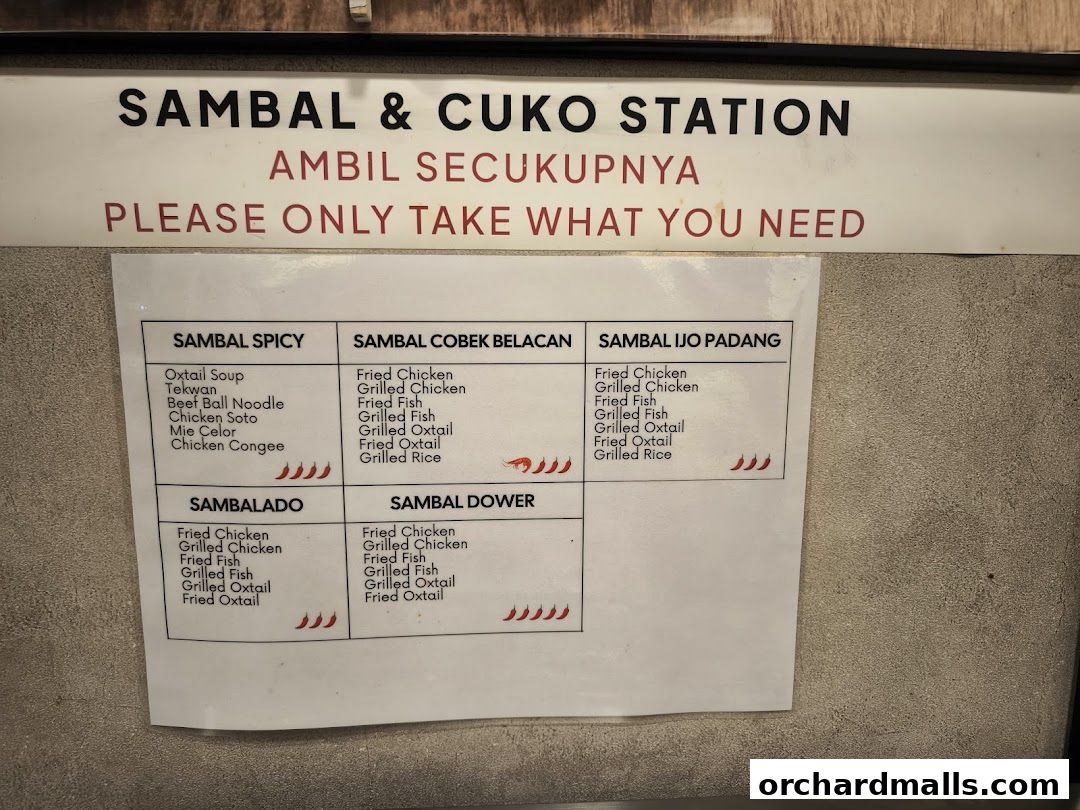 SAMBAL & CUKO STATION
AMBIL SECUKUPNYA
PLEASE ONLY TAKE WHAT YOU NEED
SAMBAL SPICY
Oxtail Soup
Tekwan
Beef Ball Noodle
Chicken Soto
Mie Celor
Chicken Congee
SAMBAL COBEK BELACAN
Fried Chicken
Grilled Chicken
Fried Fish
Grilled Fish
Grilled Oxtail
Fried Oxtail
Grilled Rice
SAMBAL IJO PADANG
Fried Chicken
Grilled Chicken
Fried Fish
Grilled Fish
Grilled Oxtail
Fried Oxtail
Grilled Rice
SAMBALADO
Fried Chicken
Grilled Chicken
Fried Fish
Grilled Fish
Grilled Oxtail
Fried Oxtail
SAMBAL DOWER
Fried Chicken
Grilled Chicken
Fried Fish
Grilled Fish
Grilled Oxtail
Fried Oxtail
orchardmalls.com